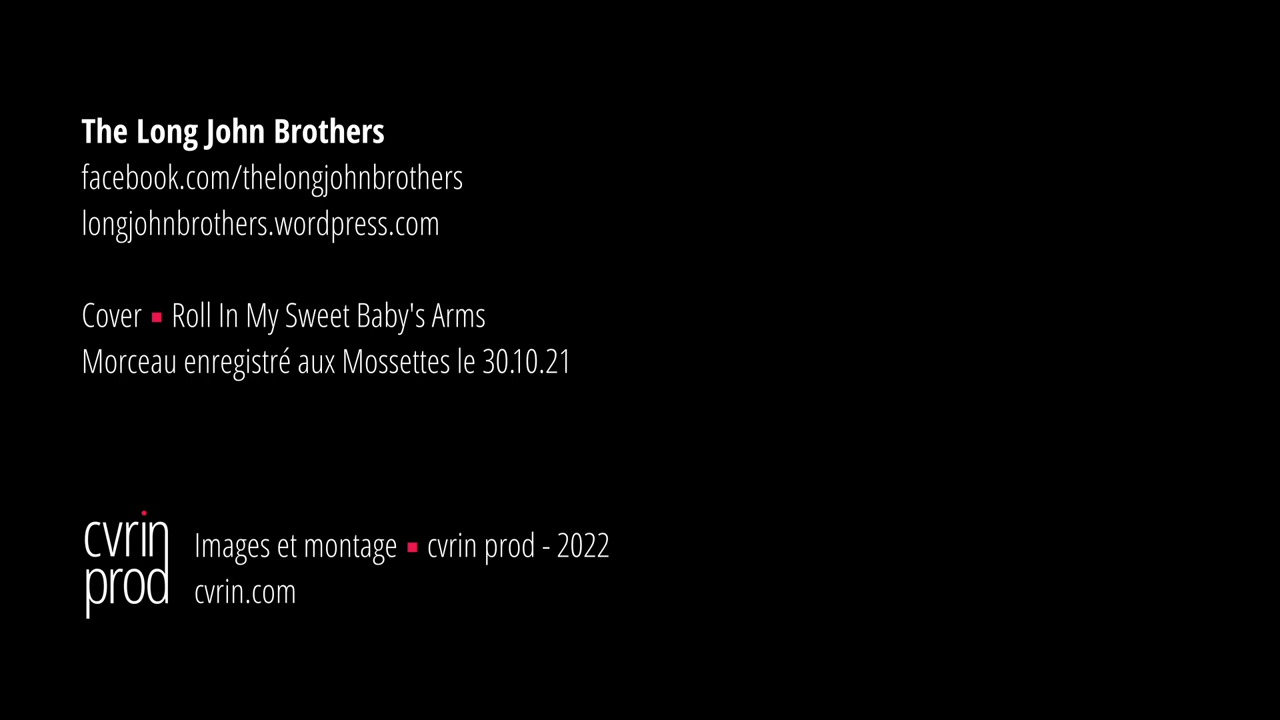 The Long John Brothers
facebook.com/thelongjohnbrothers
longjohnbrothers.wordpress.com
Cover ▪ Roll In My Sweet Baby's Arms
Morceau enregistré aux Mossettes le 30.10.21
cvrin
prod
Images et montage ▪ cvrin prod - 2022
cvrin.com